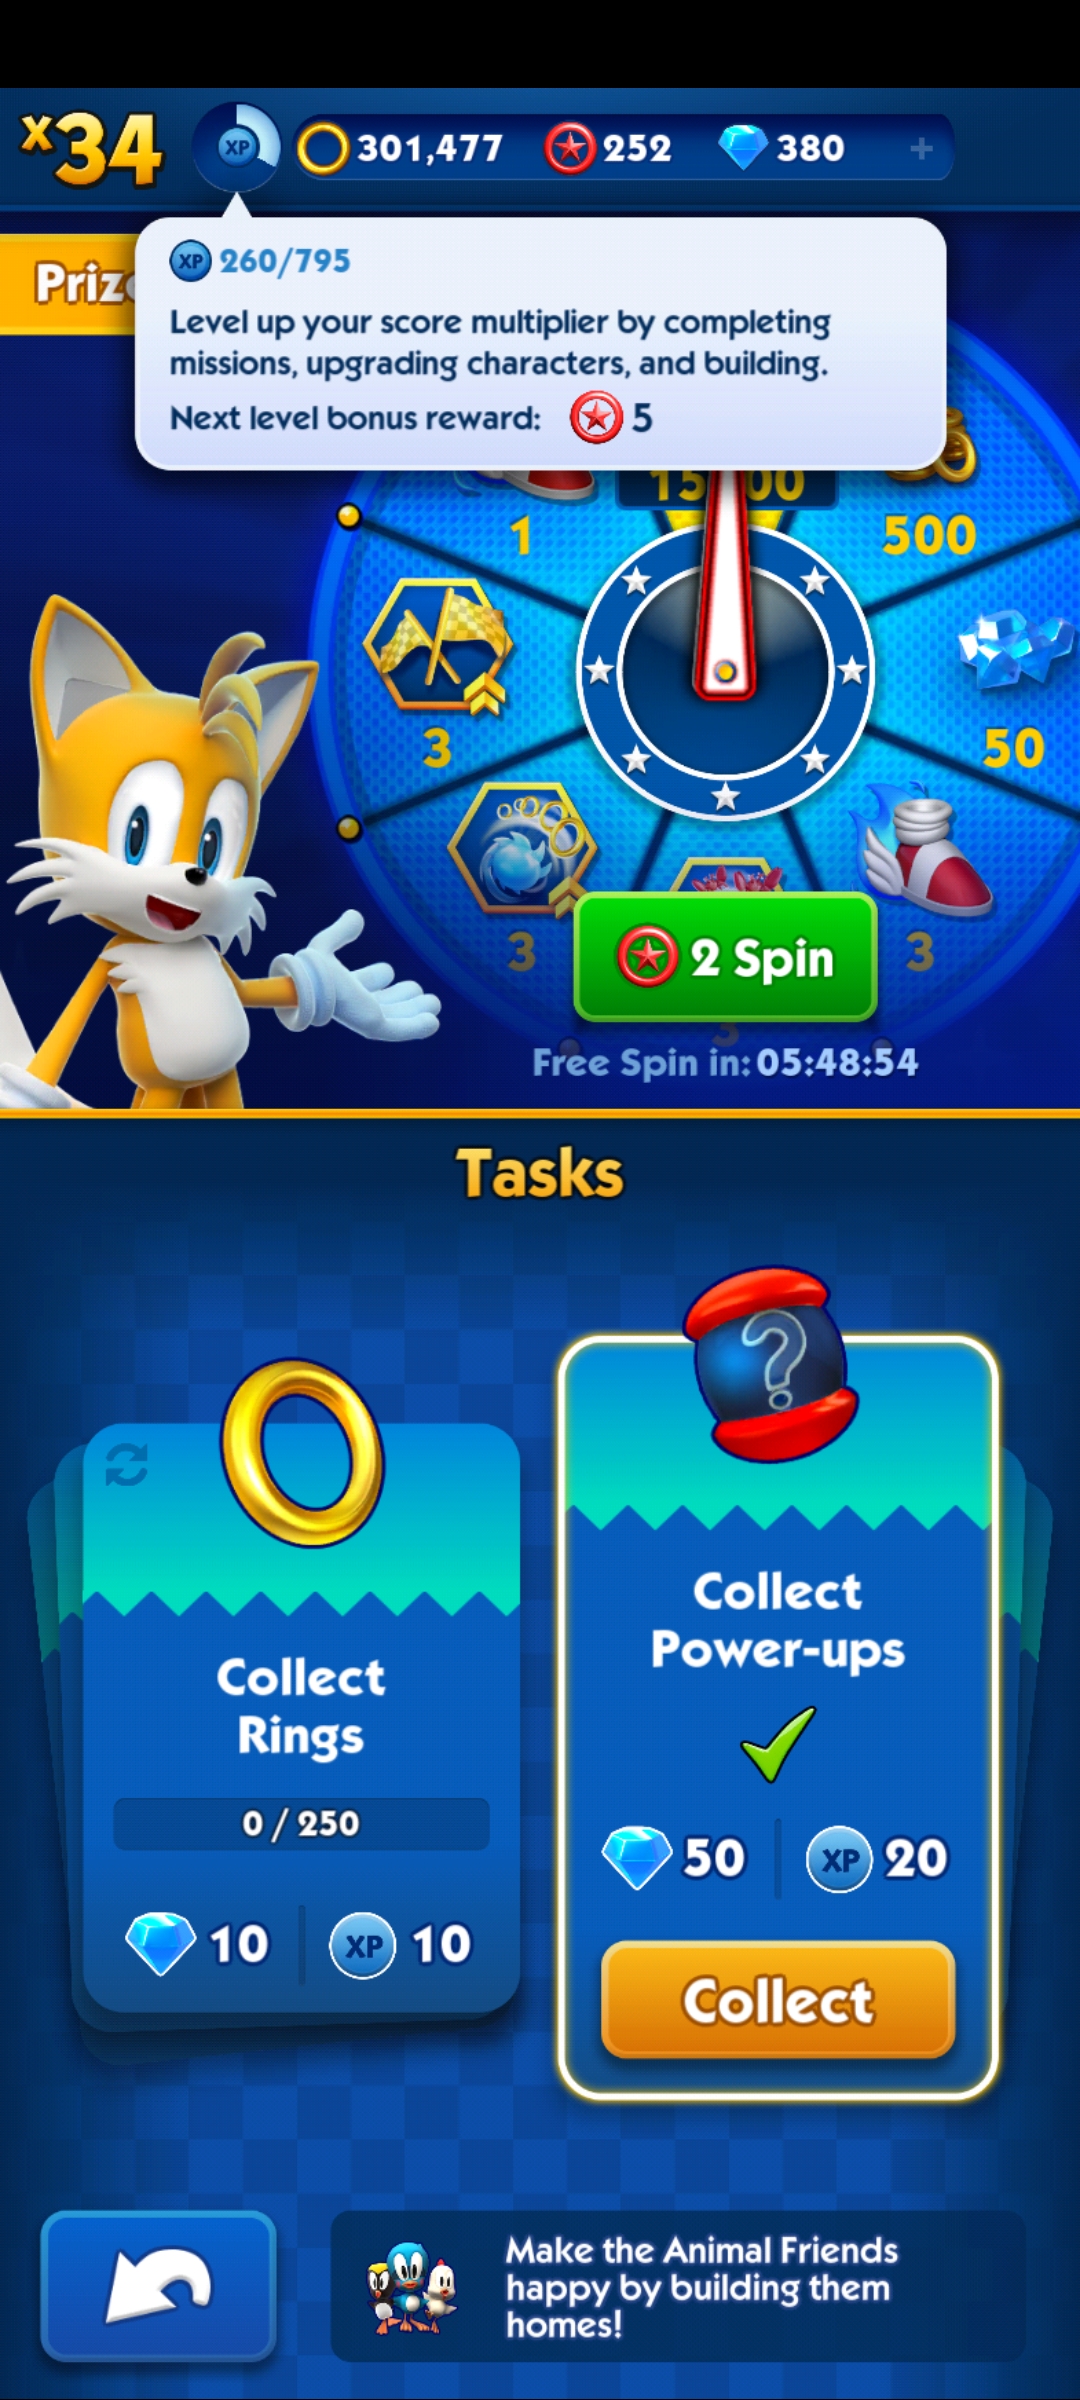 x34
XP
301,477
252
380
+
XP 260/795
Level up your score multiplier by completing
missions, upgrading characters, and building.
Next level bonus reward: 5
1
500
3
50
3
3
2 Spin
3
Free Spin in: 05:48:54
Tasks
?
Collect
Rings
0 / 250
10
XP 10
Collect
Power-ups
50
XP 20
Collect
Make the Animal Friends
happy by building them
homes!